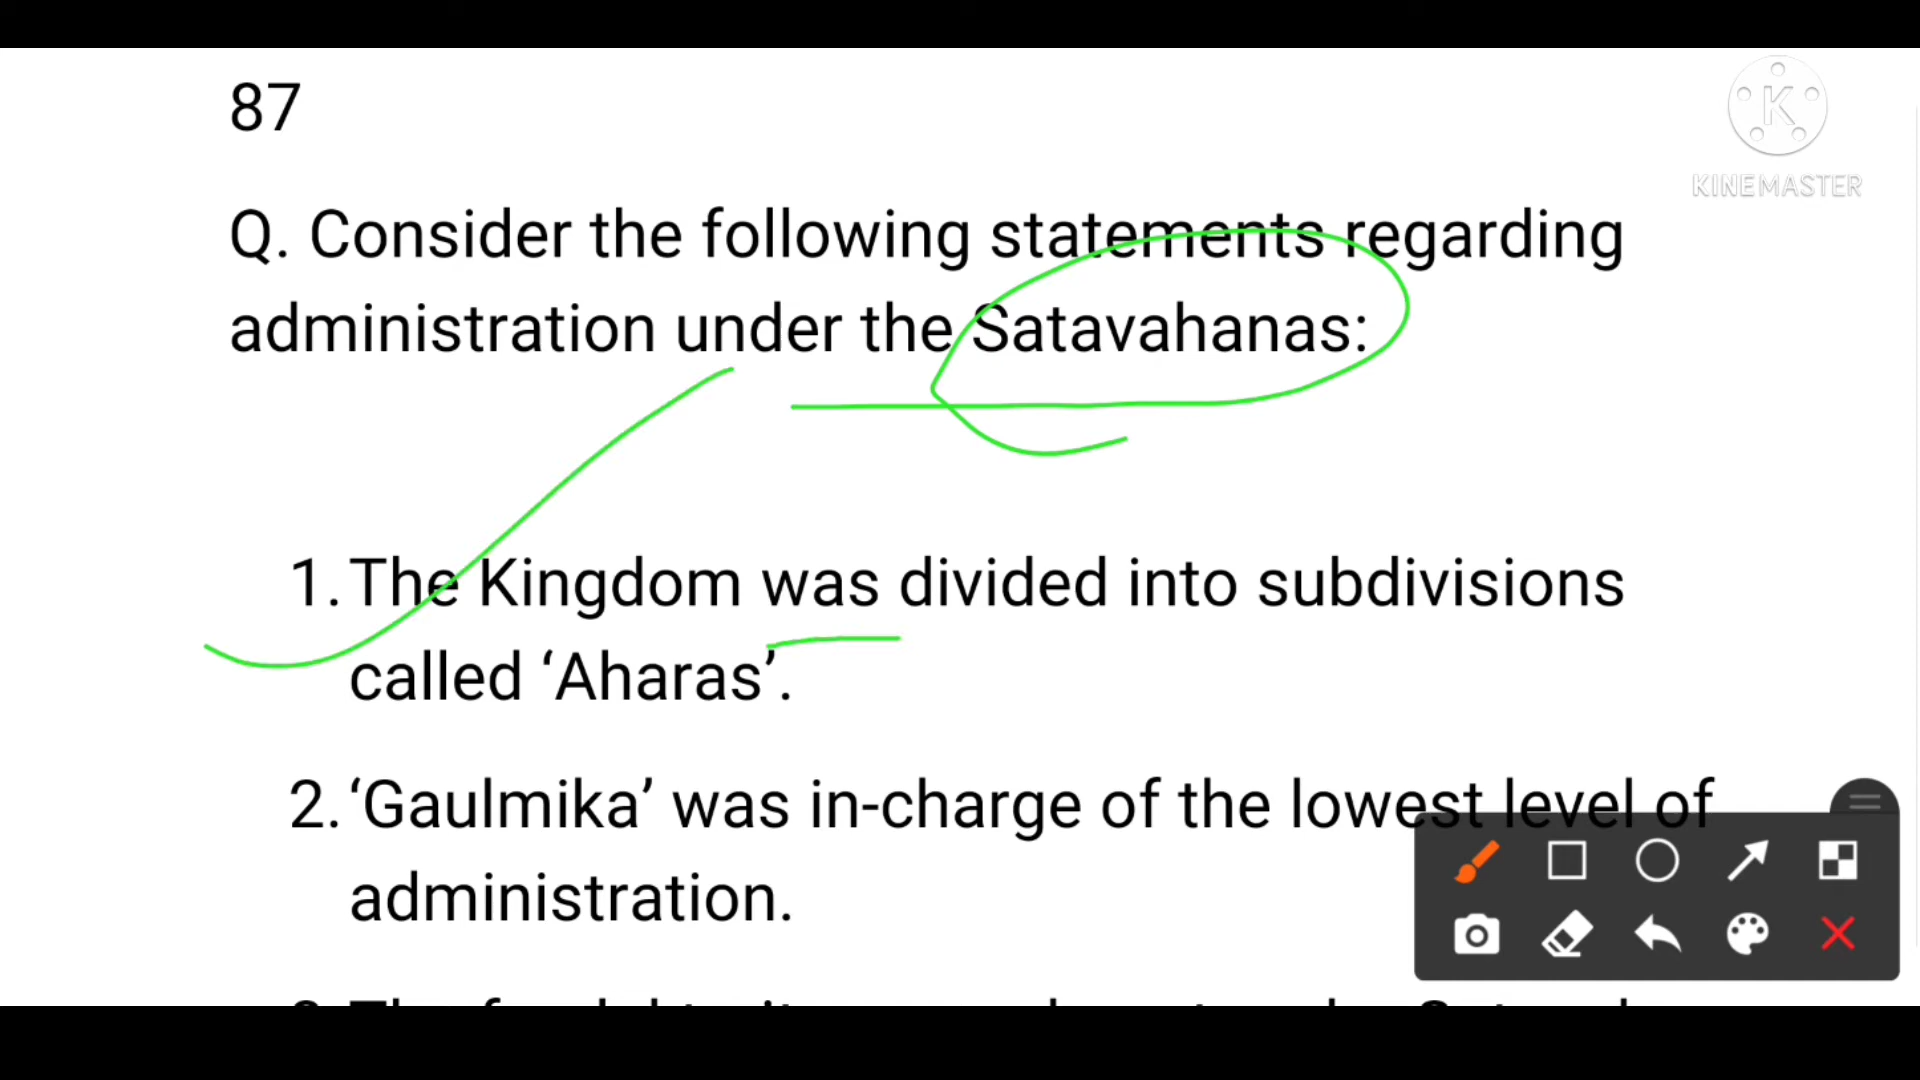 87
KINEMASTER
Q. Consider the following statements regarding
administration under the Satavahanas:
1. The Kingdom was divided into subdivisions
called ‘Aharas’.
2. ‘Gaulmika’ was in-charge of the lowest level of
administration.